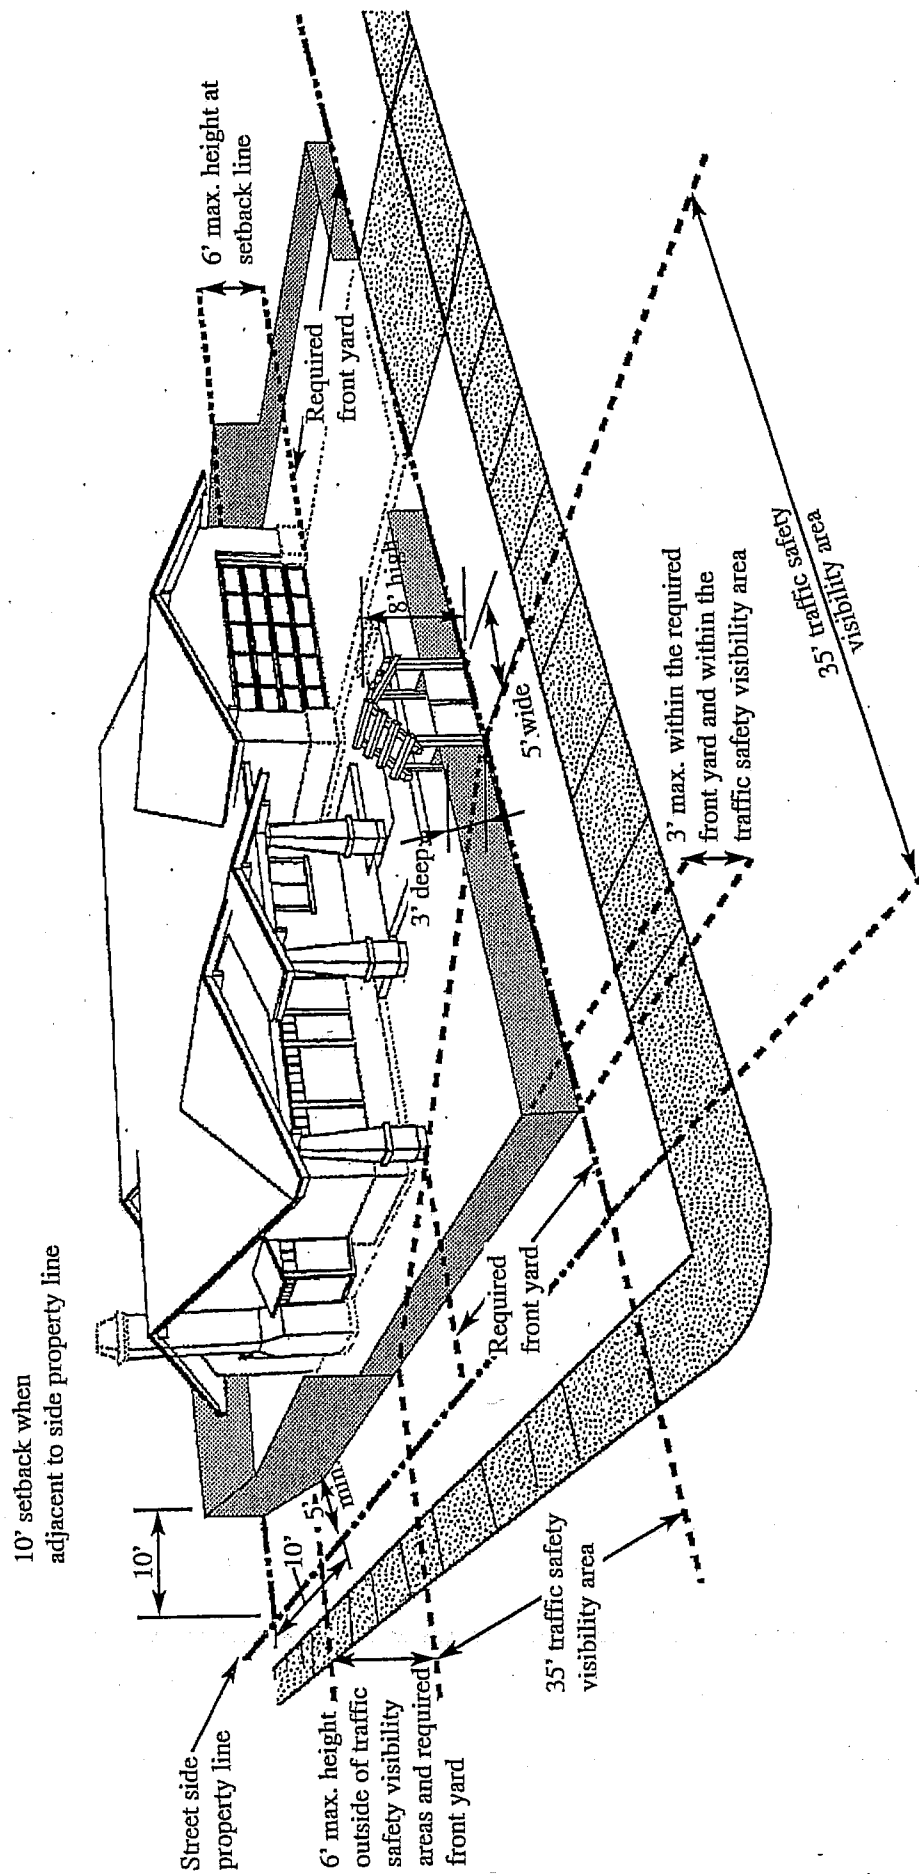 10' setback when
adjacent to side property line
10'
Street side
property line
10'
5'
min
6' max. height
outside of traffic
safety visibility
areas and required
front yard
35' traffic safety
visibility area
Required
front yard
3' deep
8' high
5' wide
Required
front yard
6' max. height at
setback line
3' max. within the required
front yard and within the
traffic safety visibility area
35' traffic safety
visibility area